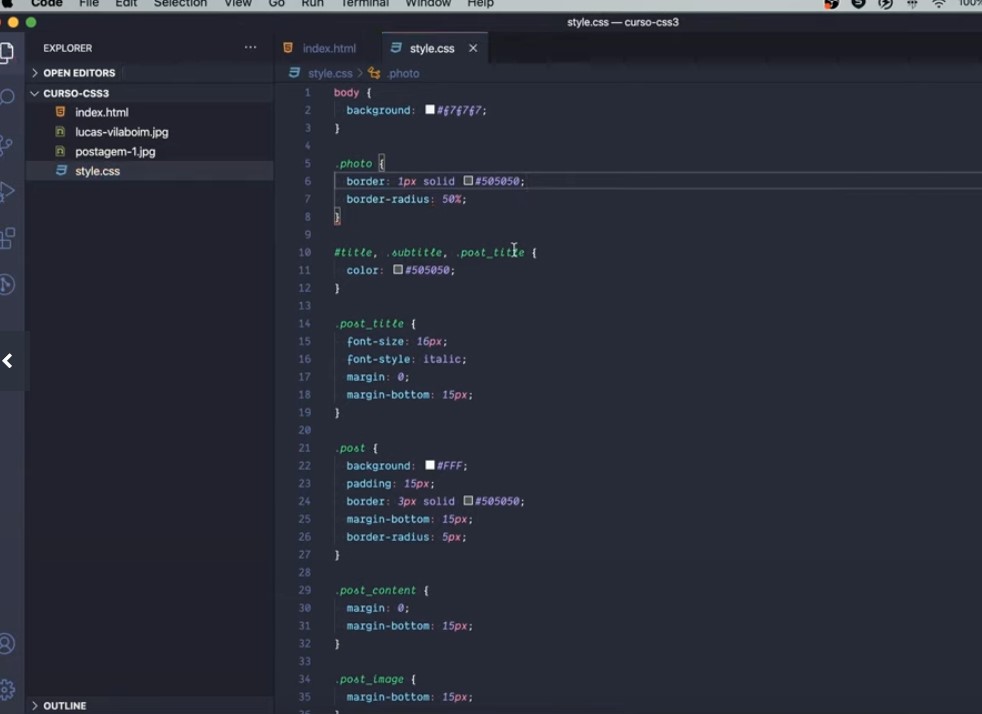 Code File Edit Selection View Go Run Terminal Window Help 100%
style.css — curso-css3
EXPLORER ...
index.html style.css ×
OPEN EDITORS
style.css > .photo
CURSO-CSS3
index.html
lucas-vilaboim.jpg
postagem-1.jpg
style.css
1 body {
2 background: #f7f7f7;
3 }
4
5 .photo {
6 border: 1px solid #505050;
7 border-radius: 50%;
8 }
9
10 #title, .subtitle, .post_title {
11 color: #505050;
12 }
13
14 .post_title {
15 font-size: 16px;
16 font-style: italic;
17 margin: 0;
18 margin-bottom: 15px;
19 }
20
21 .post {
22 background: #FFF;
23 padding: 15px;
24 border: 3px solid #505050;
25 margin-bottom: 15px;
26 border-radius: 5px;
27 }
28
29 .post_content {
30 margin: 0;
31 margin-bottom: 15px;
32 }
33
34 .post_image {
35 margin-bottom: 15px;
36 }
OUTLINE